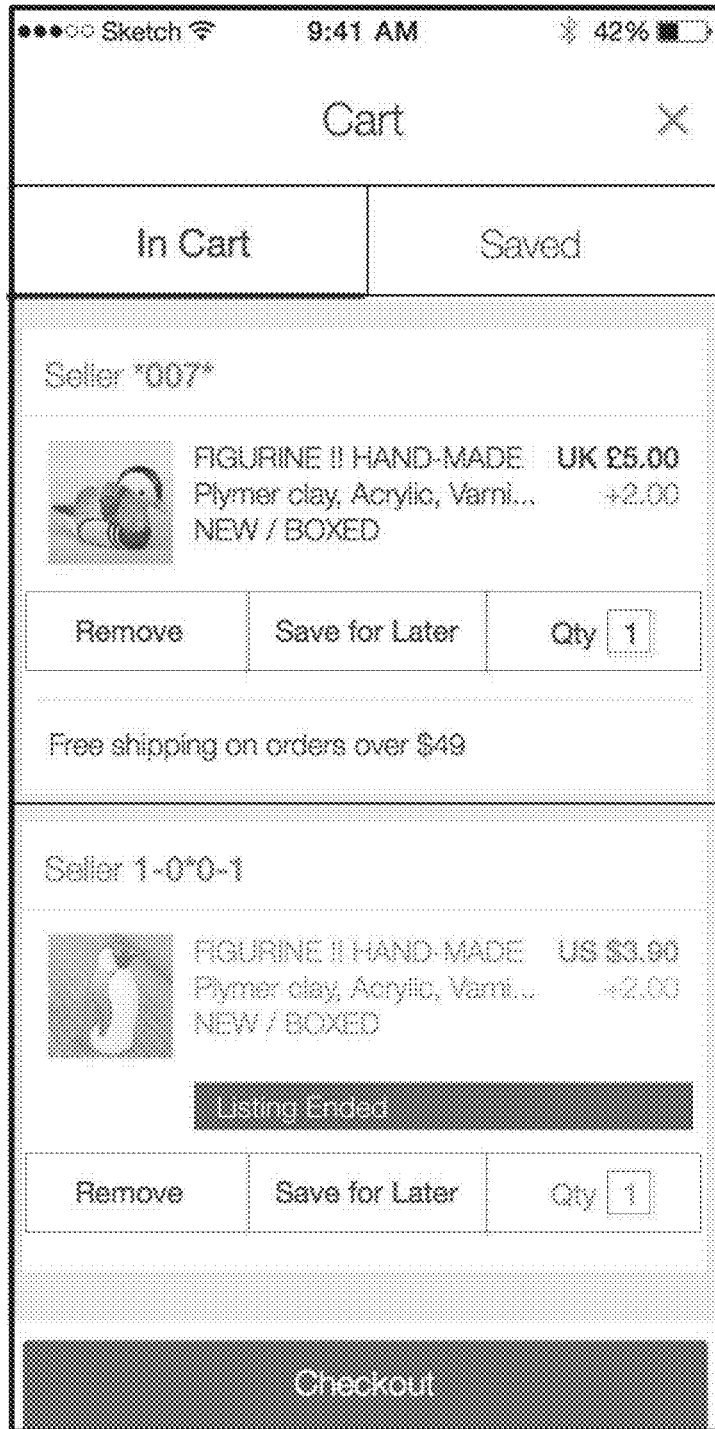 Sketch 9:41 AM 42%
Cart
In Cart Saved
Seller *007*
FIGURINE !! HAND-MADE UK £5.00
Plymer clay, Acrylic, Varni... +2.00
NEW / BOXED
Remove Save for Later Qty 1
Free shipping on orders over $49
Seller 1-0*0-1
FIGURINE !! HAND-MADE US $3.90
Plymer clay, Acrylic, Varni... +2.00
NEW / BOXED
Listing Ended
Remove Save for Later Qty 1
Checkout